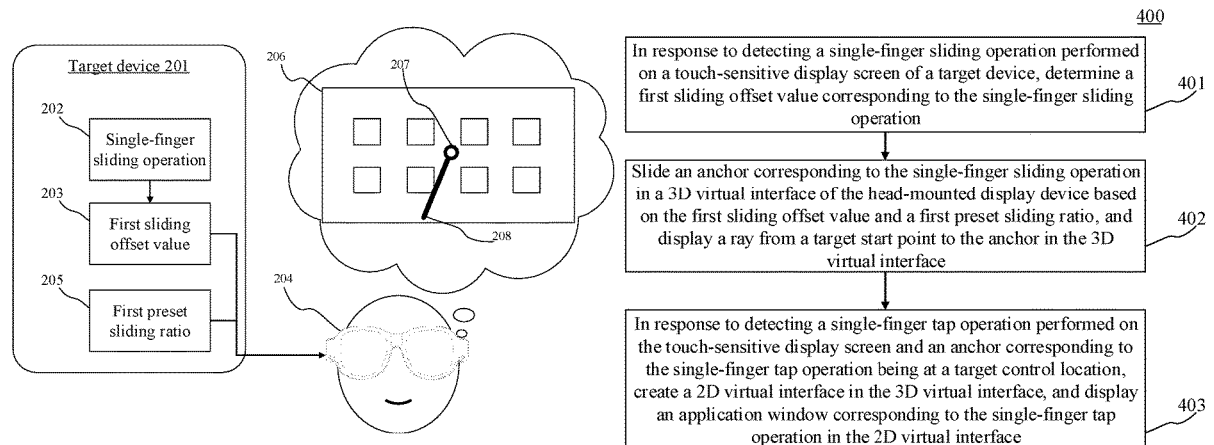 Target device 201
202
Single-finger
sliding operation
203
First sliding
offset value
205
First preset
sliding ratio
206
207
208
204
400
In response to detecting a single-finger sliding operation performed
on a touch-sensitive display screen of a target device, determine a
first sliding offset value corresponding to the single-finger sliding
operation
401
Slide an anchor corresponding to the single-finger sliding operation
in a 3D virtual interface of the head-mounted display device based
on the first sliding offset value and a first preset sliding ratio, and
display a ray from a target start point to the anchor in the 3D
virtual interface
402
In response to detecting a single-finger tap operation performed on
the touch-sensitive display screen and an anchor corresponding to
the single-finger tap operation being at a target control location,
create a 2D virtual interface in the 3D virtual interface, and display
an application window corresponding to the single-finger tap
operation in the 2D virtual interface
403